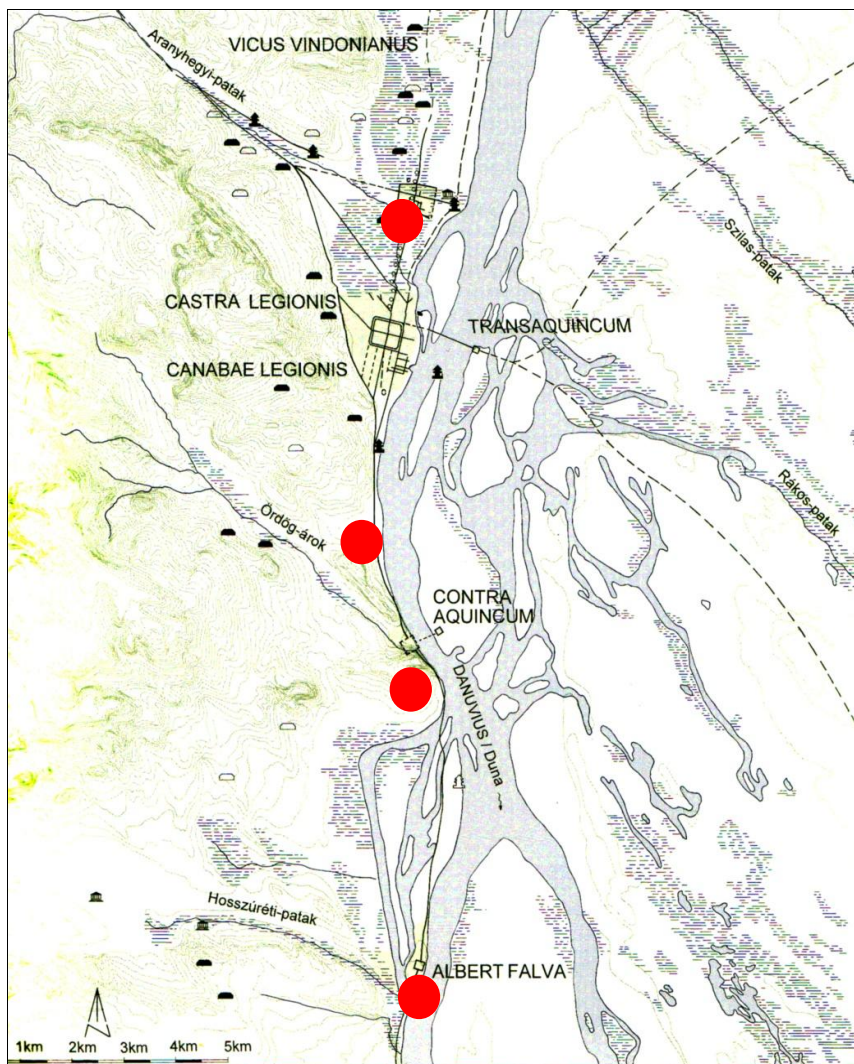 VICUS VINDONIANUS
Aranyhegyi-patak
Szilas-patak
CASTRA LEGIONIS
TRANSAQUINCUM
CANABAE LEGIONIS
Rákos-patak
Ördög-árok
CONTRA
AQUINCUM
DANUVIUS / Duna
Hosszúréti-patak
ALBERT FALVA
1km 2km 3km 4km 5km